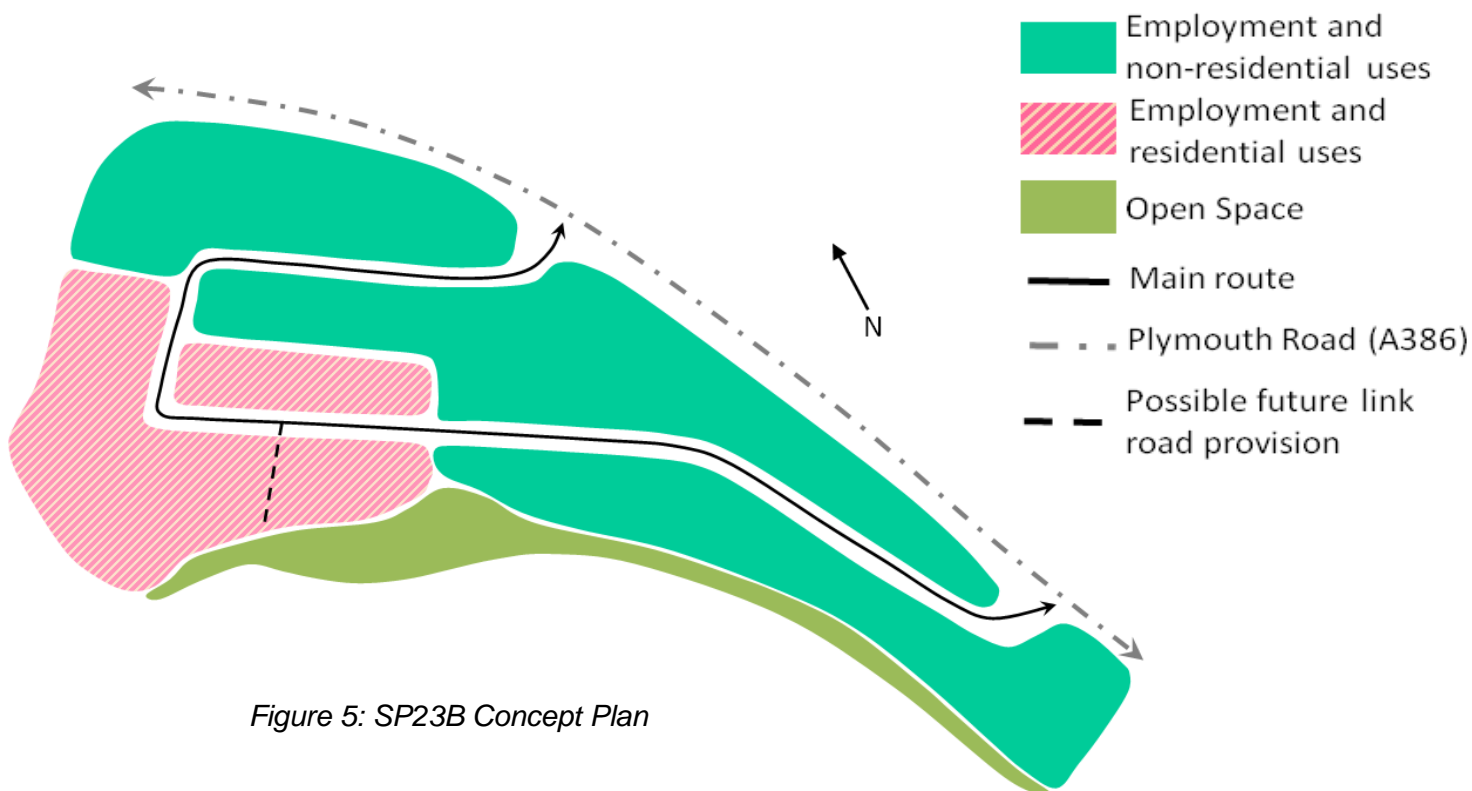 Employment and
non-residential uses
Employment and
residential uses
Open Space
Main route
Plymouth Road (A386)
Possible future link
road provision
N
Figure 5: SP23B Concept Plan